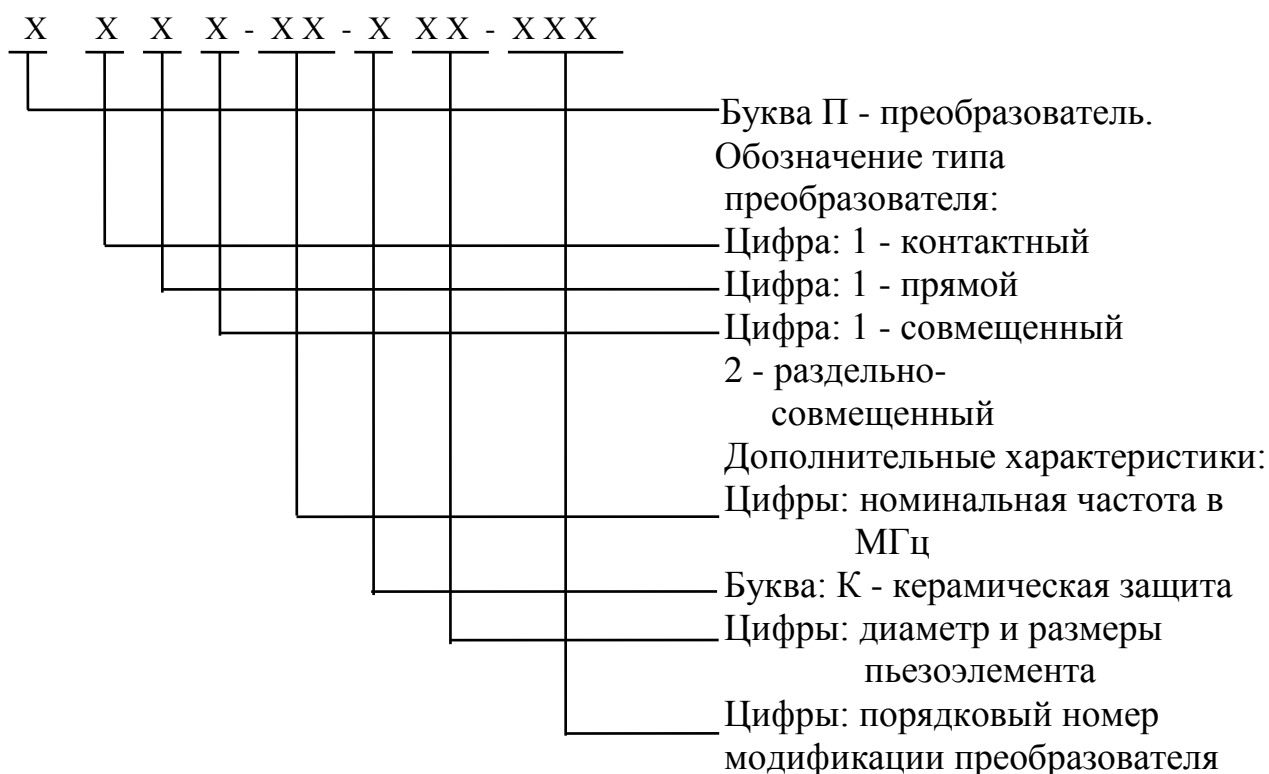 Х Х Х Х - Х Х - Х ХХ - Х Х Х
Буква П - преобразователь.
Обозначение типа
преобразователя:
Цифра: 1 - контактный
Цифра: 1 - прямой
Цифра: 1 - совмещенный
2 - раздельно-
совмещенный
Дополнительные характеристики:
Цифры: номинальная частота в
МГц
Буква: К - керамическая защита
Цифры: диаметр и размеры
пьезоэлемента
Цифры: порядковый номер
модификации преобразователя